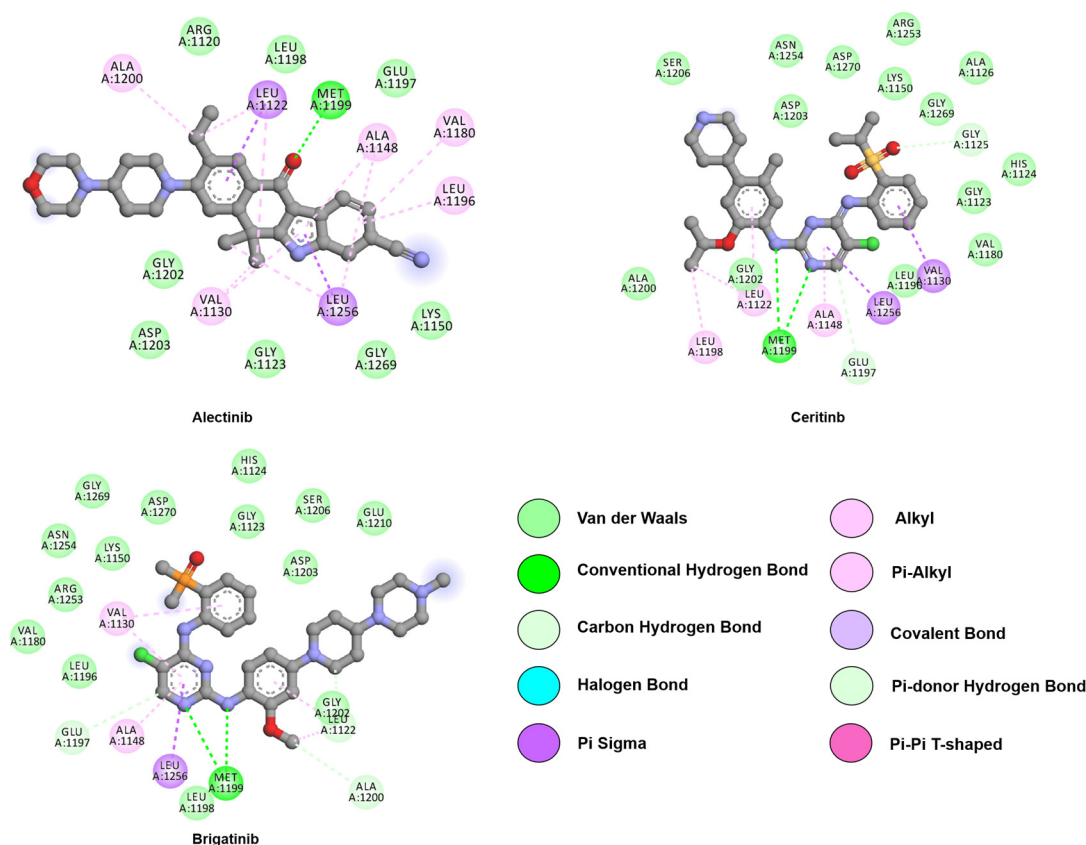 ARG
A:1120
LEU
A:1198
ALA
A:1200
GLU
A:1197
LEU
A:1122
MET
A:1199
VAL
A:1180
ALA
A:1148
LEU
A:1196
GLY
A:1202
VAL
A:1130
LEU
A:1256
LYS
A:1150
ASP
A:1203
GLY
A:1123
GLY
A:1269
Alectinib
ARG
A:1253
ASN
A:1254
ASP
A:1270
SER
A:1206
LYS
A:1150
ALA
A:1126
ASP
A:1203
GLY
A:1269
GLY
A:1125
HIS
A:1124
GLY
A:1123
VAL
A:1180
ALA
A:1200
GLY
A:1202
LEU
A:1122
LEU
A:1196
VAL
A:1130
LEU
A:1256
ALA
A:1148
LEU
A:1198
MET
A:1199
GLU
A:1197
Ceritinb
HIS
A:1124
GLY
A:1269
ASP
A:1270
SER
A:1206
GLY
A:1123
GLU
A:1210
ASN
A:1254
LYS
A:1150
ASP
A:1203
ARG
A:1253
VAL
A:1130
VAL
A:1180
LEU
A:1196
GLY
A:1202
LEU
A:1122
GLU
A:1197
ALA
A:1148
LEU
A:1256
MET
A:1199
ALA
A:1200
LEU
A:1198
Brigatinib
Van der Waals
Conventional Hydrogen Bond
Carbon Hydrogen Bond
Halogen Bond
Pi Sigma
Alkyl
Pi-Alkyl
Covalent Bond
Pi-donor Hydrogen Bond
Pi-Pi T-shaped